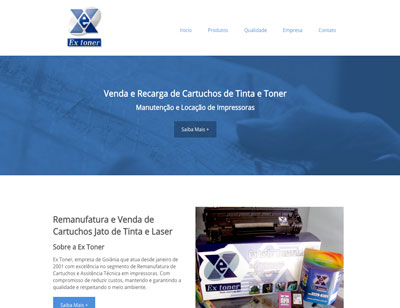 Ex toner
Inicio Produtos Qualidade Empresa Contato
Venda e Recarga de Cartuchos de Tinta e Toner
Manutenção e Locação de Impressoras
Saiba Mais +
Remanufatura e Venda de
Cartuchos Jato de Tinta e Laser
Sobre a Ex Toner
Ex Toner, empresa de Goiânia que atua desde janeiro de
2001 com excelência no segmento de Remanufatura de
Cartuchos e Assistência Técnica em impressoras. Com
compromisso de reduzir custos, mantendo e garantindo a
qualidade e respeitando o meio ambiente.
Saiba Mais +
Ex toner